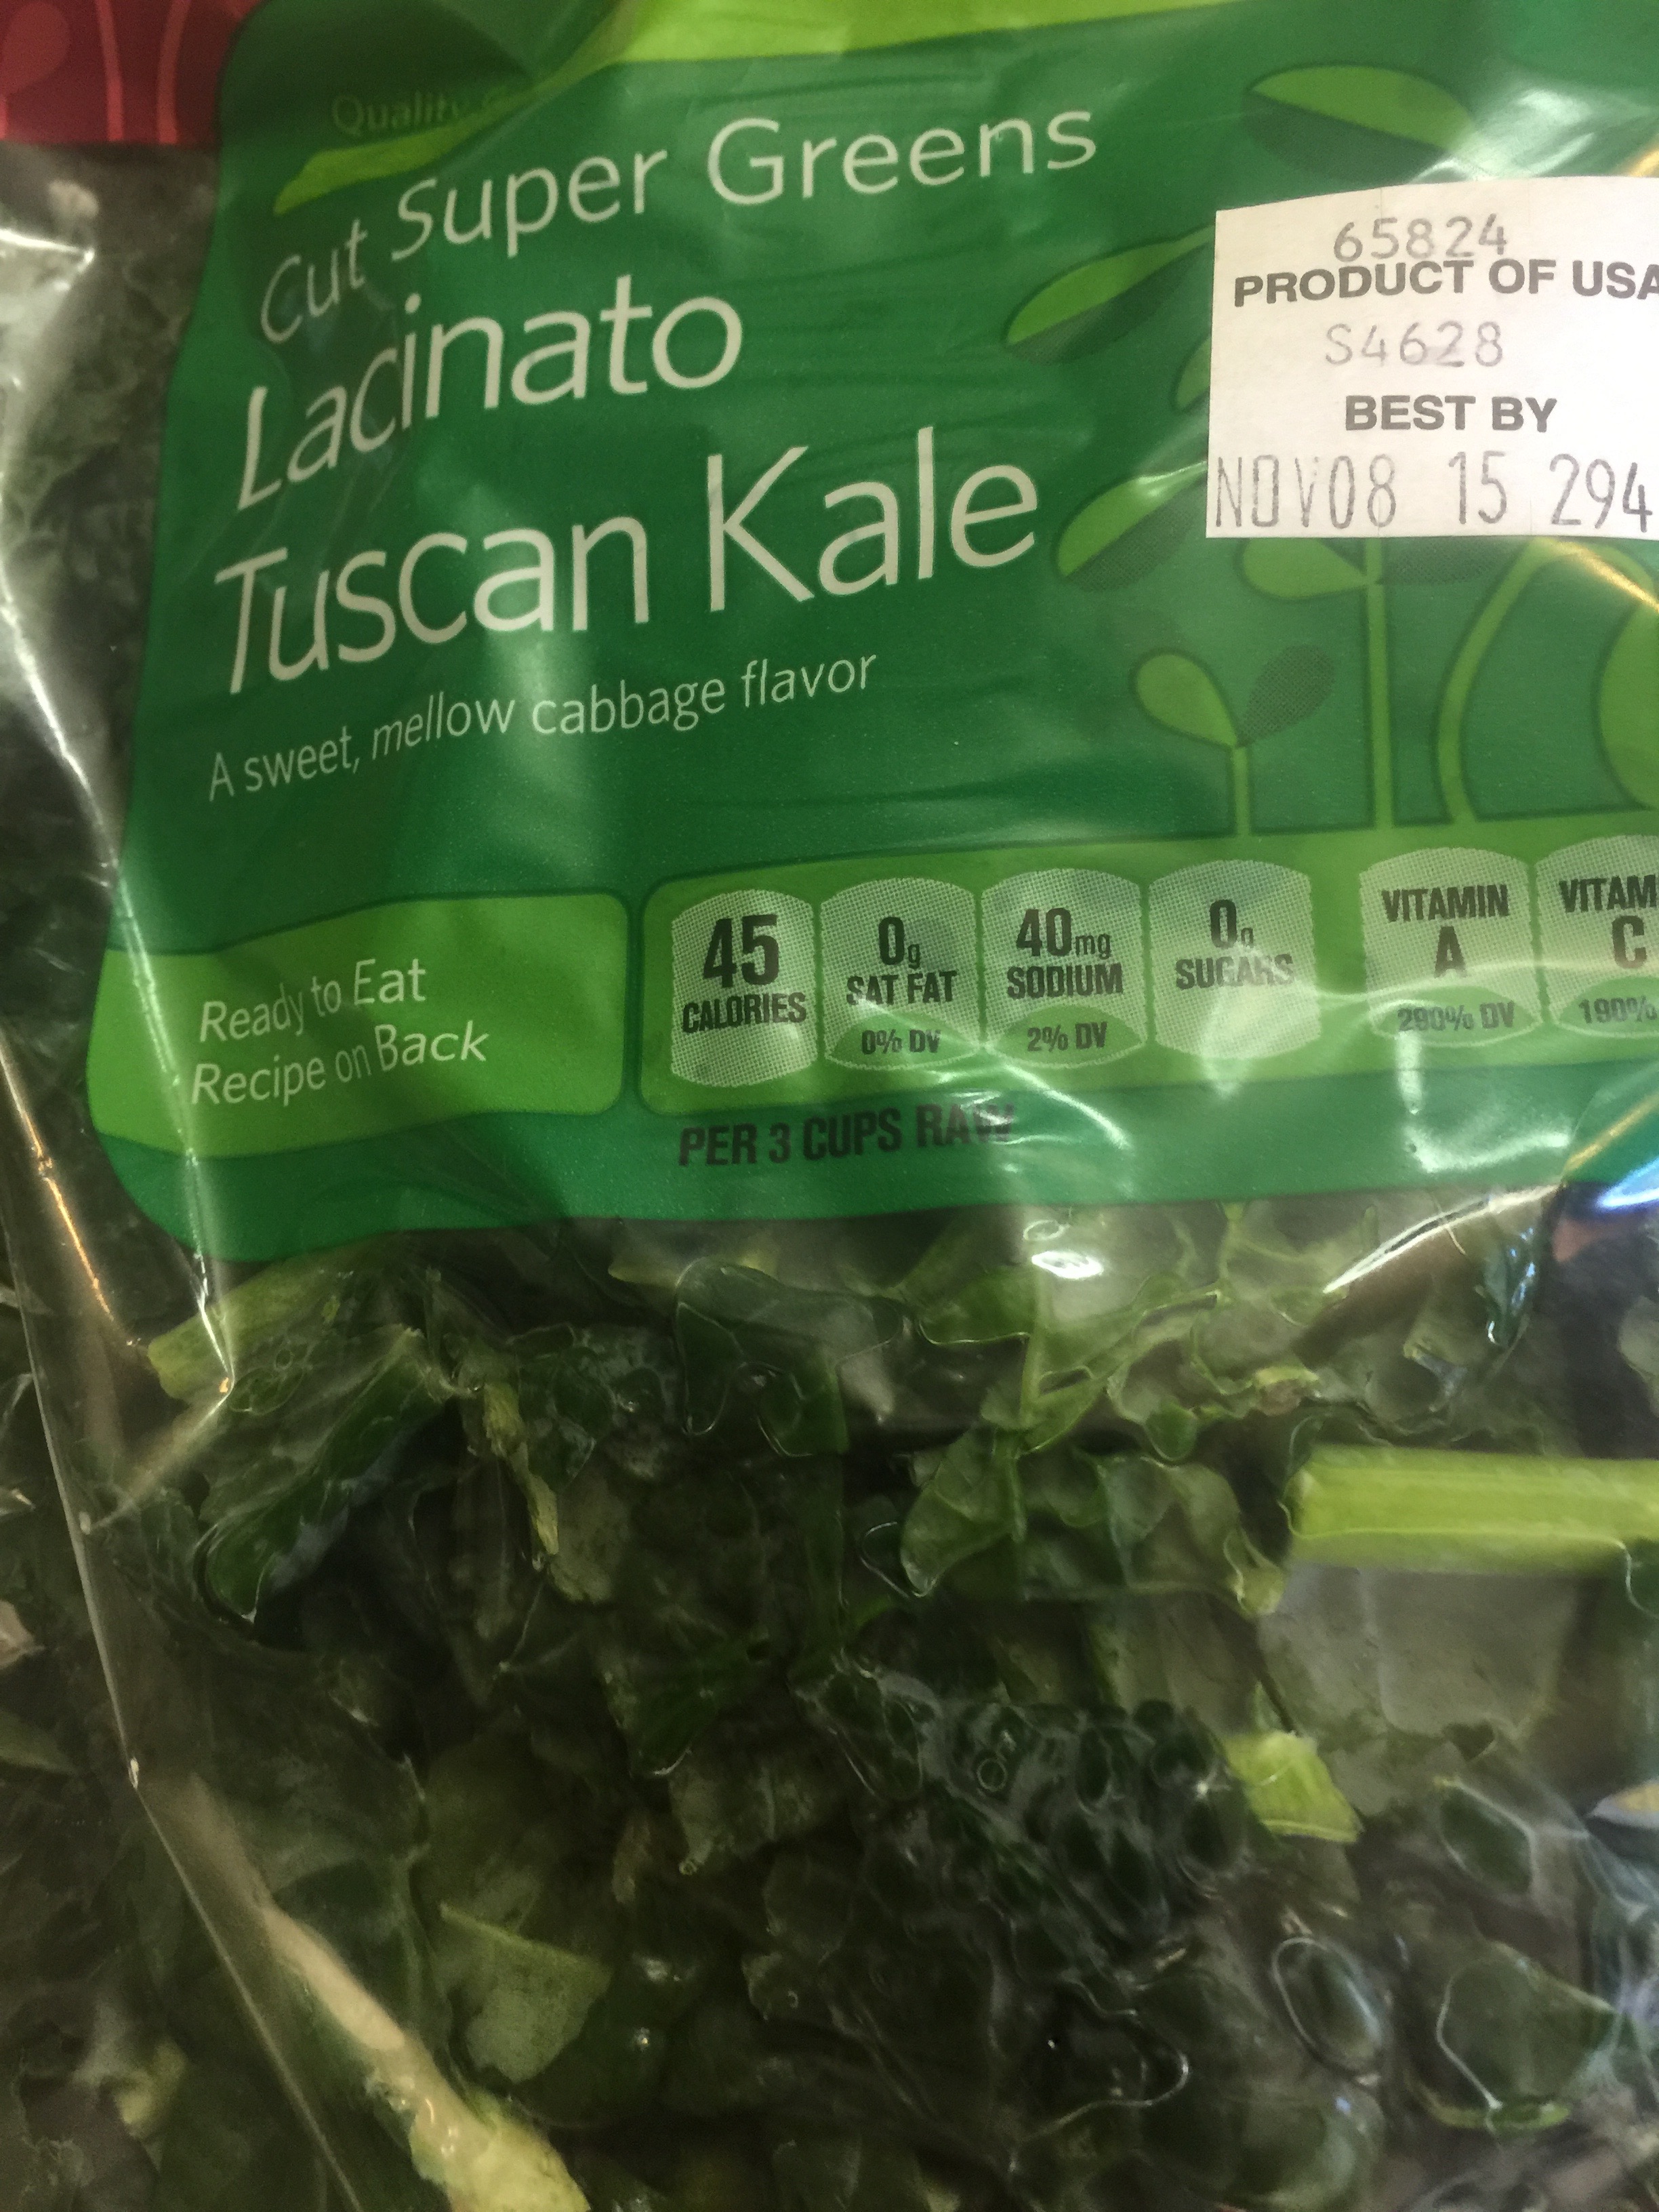 Quality
Cut Super Greens
Lacinato
Tuscan Kale
A sweet, mellow cabbage flavor
65824
PRODUCT OF USA
S4628
BEST BY
NOV08 15 294
Ready to Eat
Recipe on Back
45
CALORIES
0g
SAT FAT
0% DV
40mg
SODIUM
2% DV
0g
SUGARS
VITAMIN
A
290% DV
VITAM
C
190%
PER 3 CUPS RAW